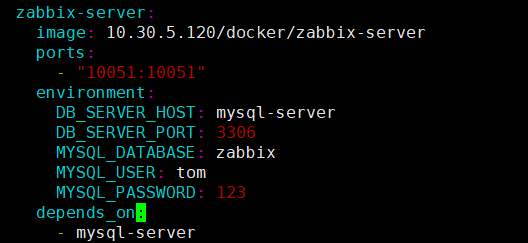 zabbix-server:
  image: 10.30.5.120/docker/zabbix-server
  ports:
    - "10051:10051"
  environment:
    DB_SERVER_HOST: mysql-server
    DB_SERVER_PORT: 3306
    MYSQL_DATABASE: zabbix
    MYSQL_USER: tom
    MYSQL_PASSWORD: 123
  depends_on:
    - mysql-server